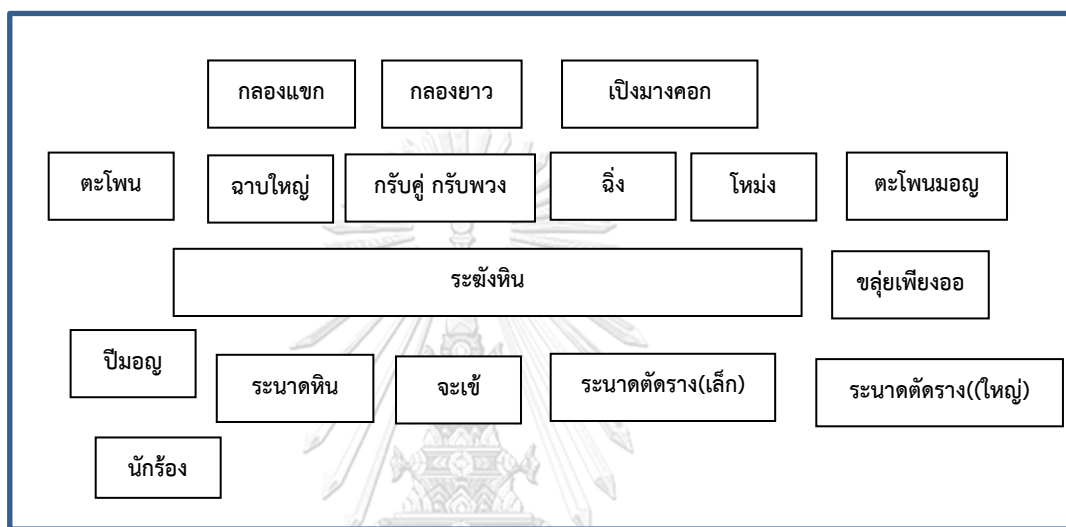 กลองแขก กลองยาว เปิงมางคอก
ตะโพน ฉาบใหญ่ กรับคู่ กรับพวง ฉิ่ง โหม่ง ตะโพนมอญ
ระฆังหิน ขลุ่ยเพียงออ
ปี่มอญ ระนาดหิน จะเข้ ระนาดตัดราง(เล็ก) ระนาดตัดราง((ใหญ่)
นักร้อง